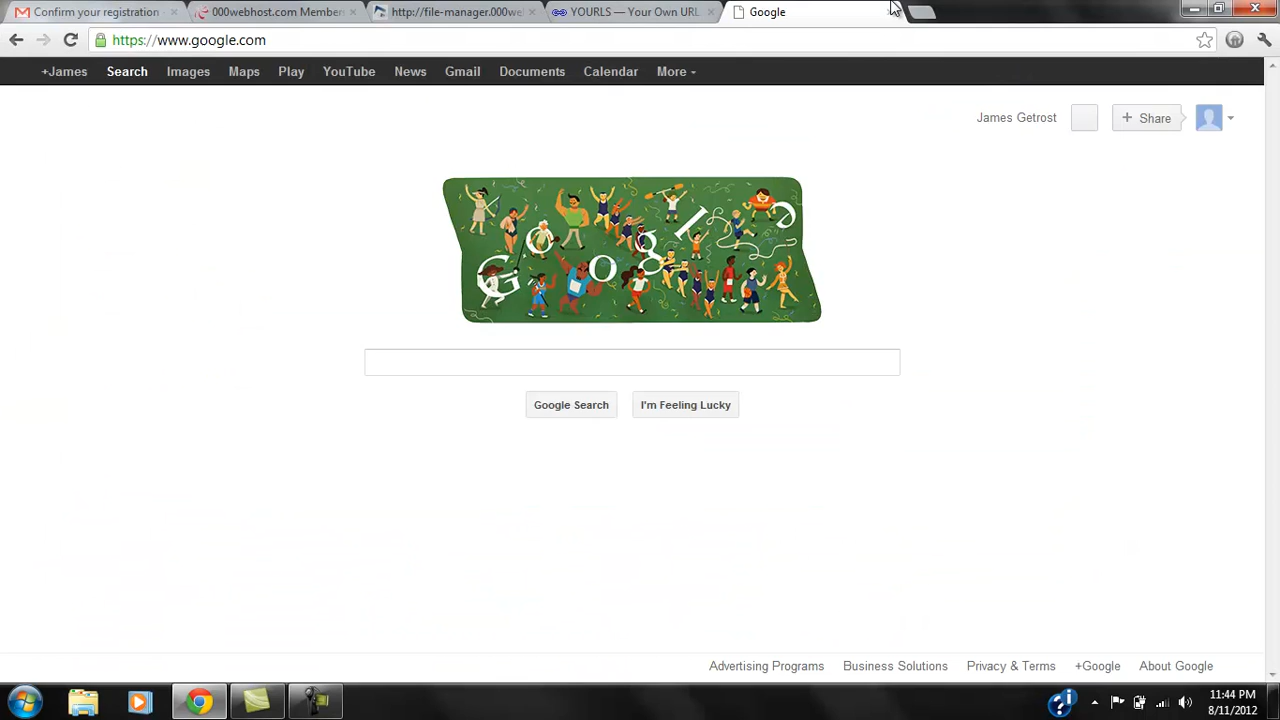 Confirm your registration
000webhost.com Members
http://file-manager.000we
YOURLS — Your Own URL
Google
https://www.google.com
+James Search Images Maps Play YouTube News Gmail Documents Calendar More
James Getrost
+ Share
Google
Google Search
I'm Feeling Lucky
Advertising Programs Business Solutions Privacy & Terms +Google About Google
11:44 PM
8/11/2012